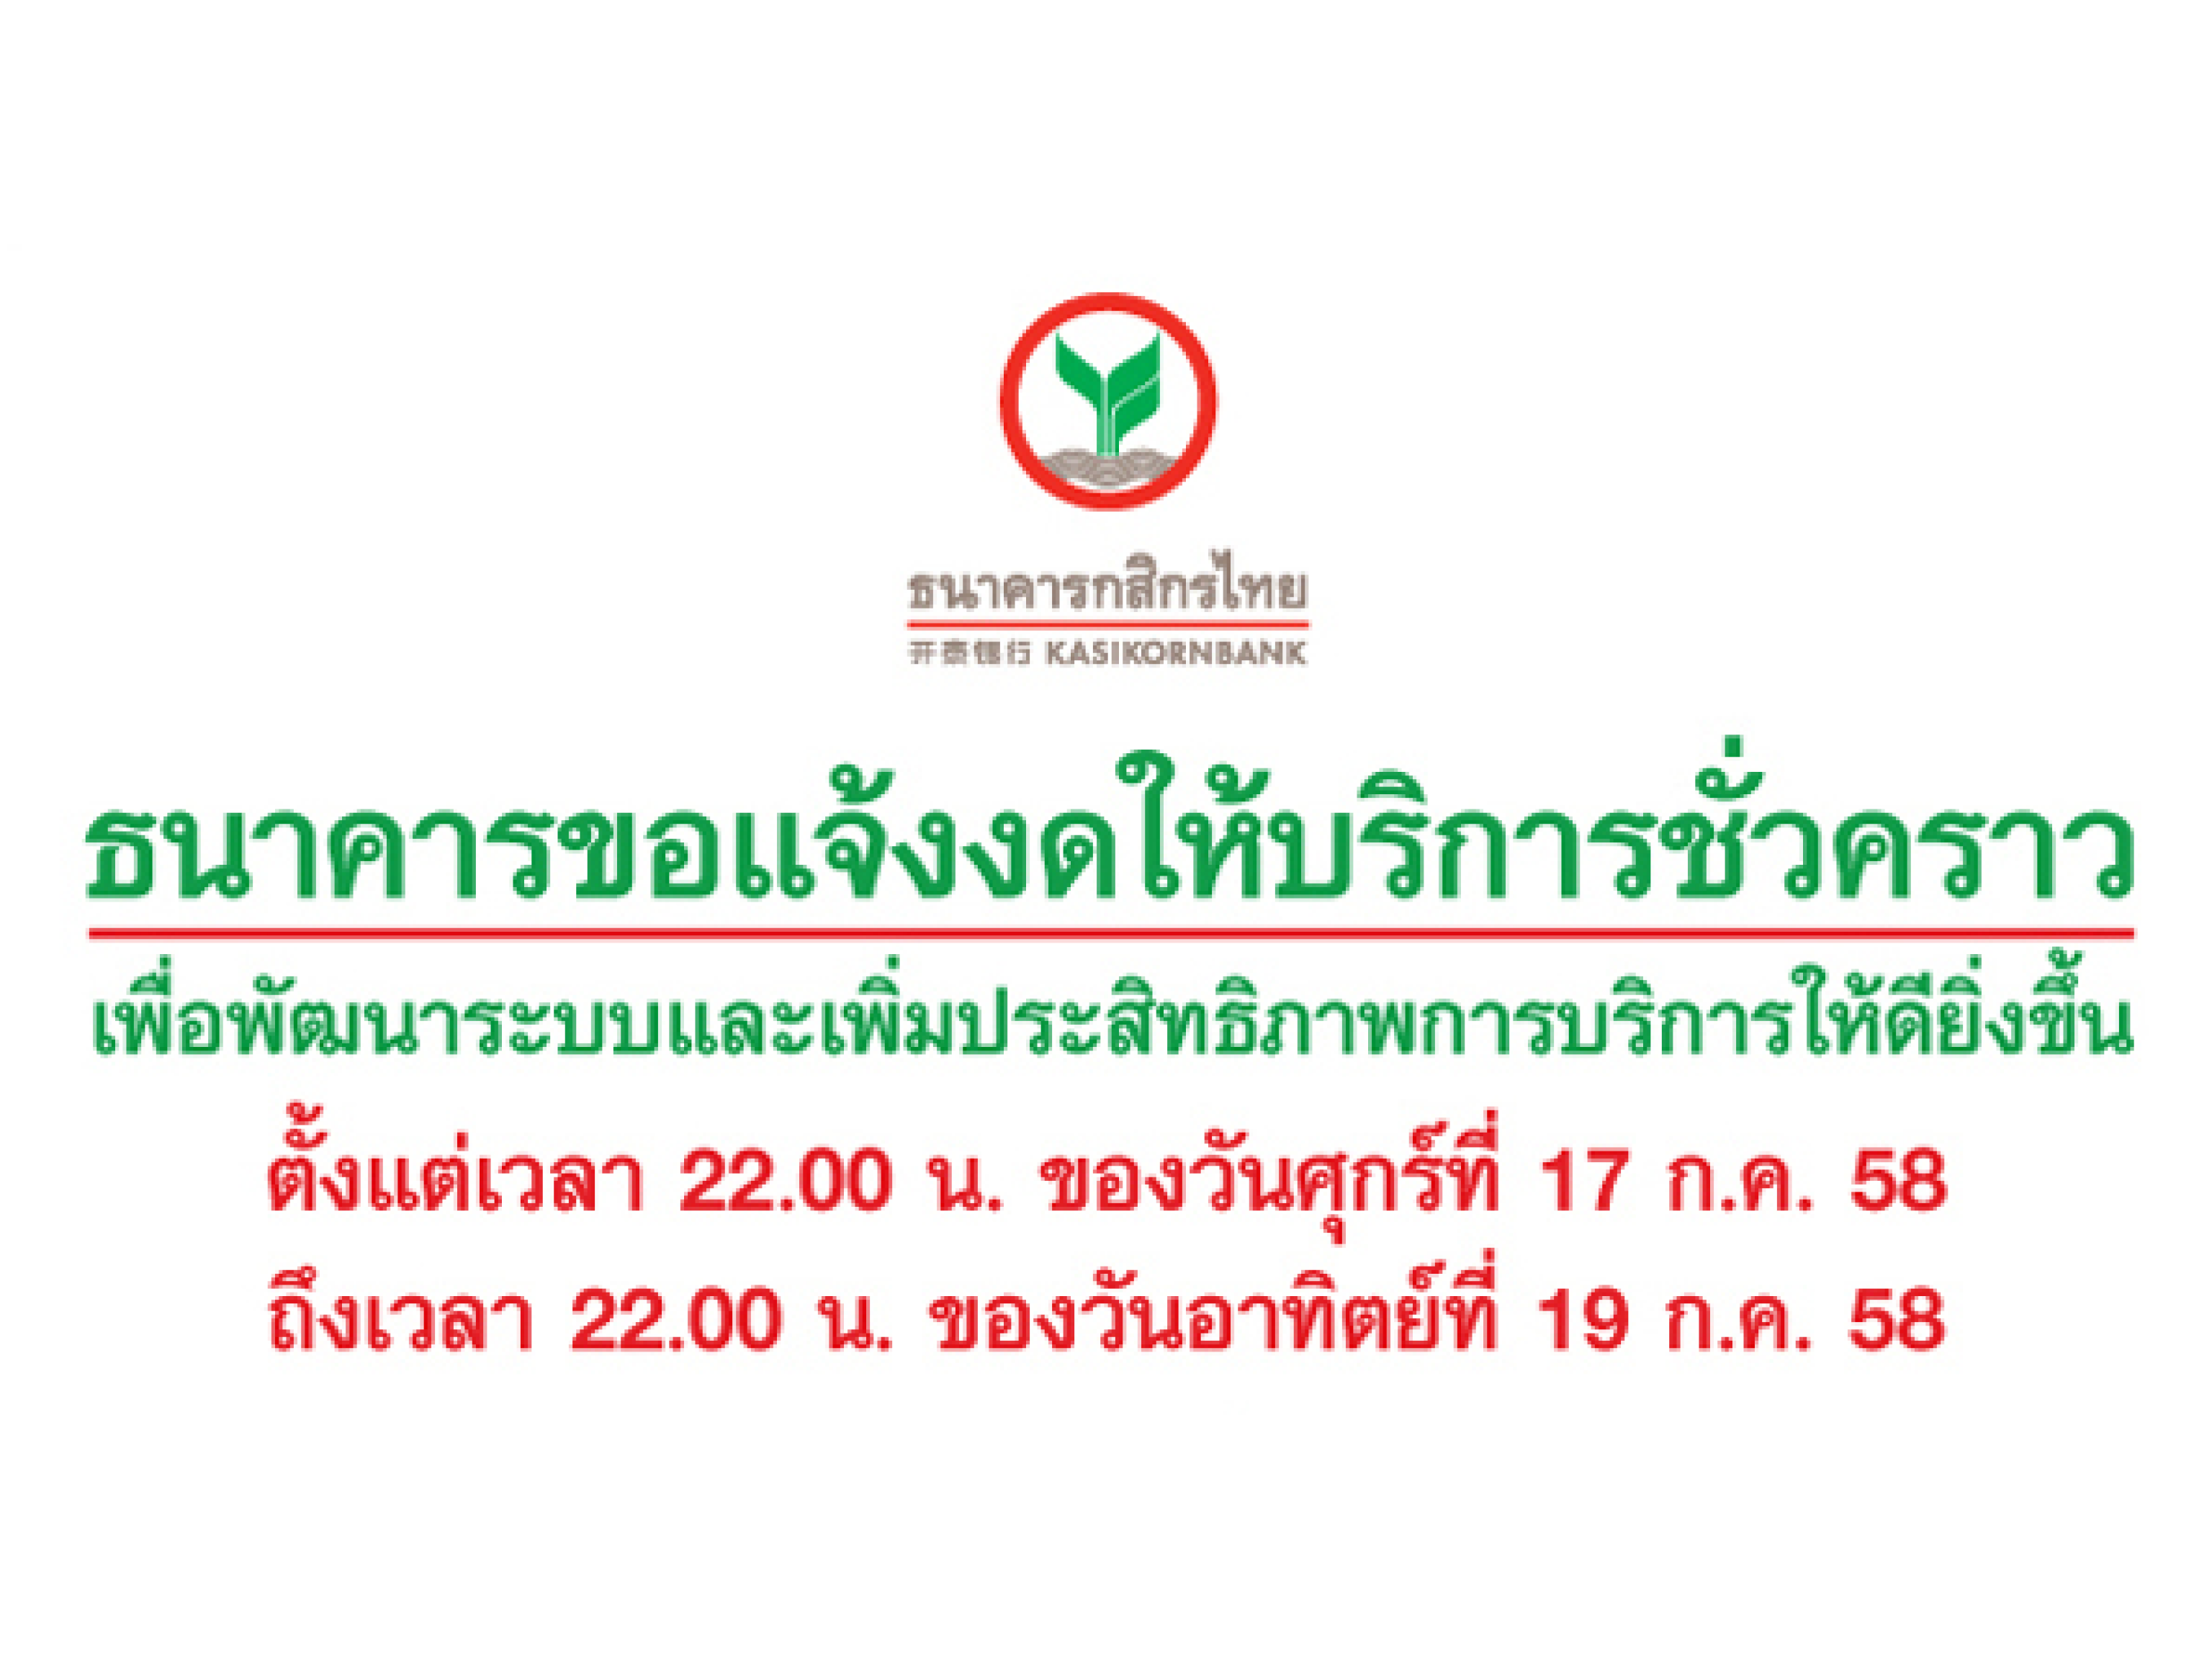 ธนาคารกสิกรไทย
开泰银行 KASIKORNBANK
ธนาคารขอแจ้งงดให้บริการชั่วคราว
เพื่อพัฒนาระบบและเพิ่มประสิทธิภาพการบริการให้ดียิ่งขึ้น
ตั้งแต่เวลา 22.00 น. ของวันศุกร์ที่ 17 ก.ค. 58
ถึงเวลา 22.00 น. ของวันอาทิตย์ที่ 19 ก.ค. 58